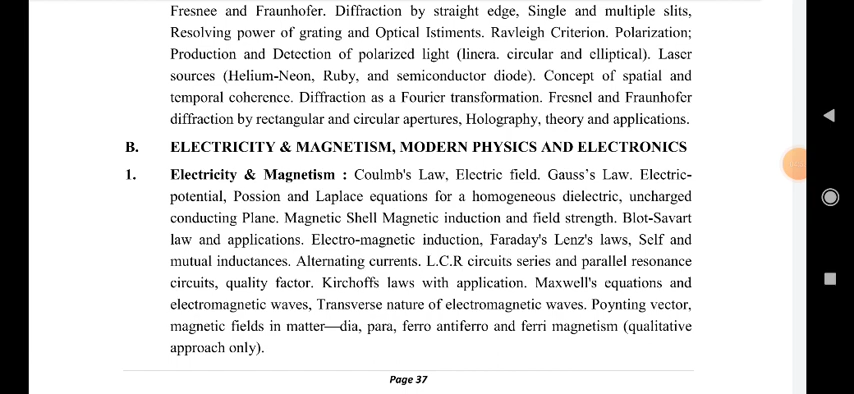 Fresnee and Fraunhofer. Diffraction by straight edge, Single and multiple slits,
Resolving power of grating and Optical Istiments. Ravleigh Criterion. Polarization;
Production and Detection of polarized light (linera. circular and elliptical). Laser
sources (Helium-Neon, Ruby, and semiconductor diode). Concept of spatial and
temporal coherence. Diffraction as a Fourier transformation. Fresnel and Fraunhofer
diffraction by rectangular and circular apertures, Holography, theory and applications.
B. ELECTRICITY & MAGNETISM, MODERN PHYSICS AND ELECTRONICS
1. Electricity & Magnetism : Coulmb's Law, Electric field. Gauss's Law. Electric-
potential, Possion and Laplace equations for a homogeneous dielectric, uncharged
conducting Plane. Magnetic Shell Magnetic induction and field strength. Blot-Savart
law and applications. Electro-magnetic induction, Faraday's Lenz's laws, Self and
mutual inductances. Alternating currents. L.C.R circuits series and parallel resonance
circuits, quality factor. Kirchoffs laws with application. Maxwell's equations and
electromagnetic waves, Transverse nature of electromagnetic waves. Poynting vector,
magnetic fields in matter—dia, para, ferro antiferro and ferri magnetism (qualitative
approach only).
Page 37